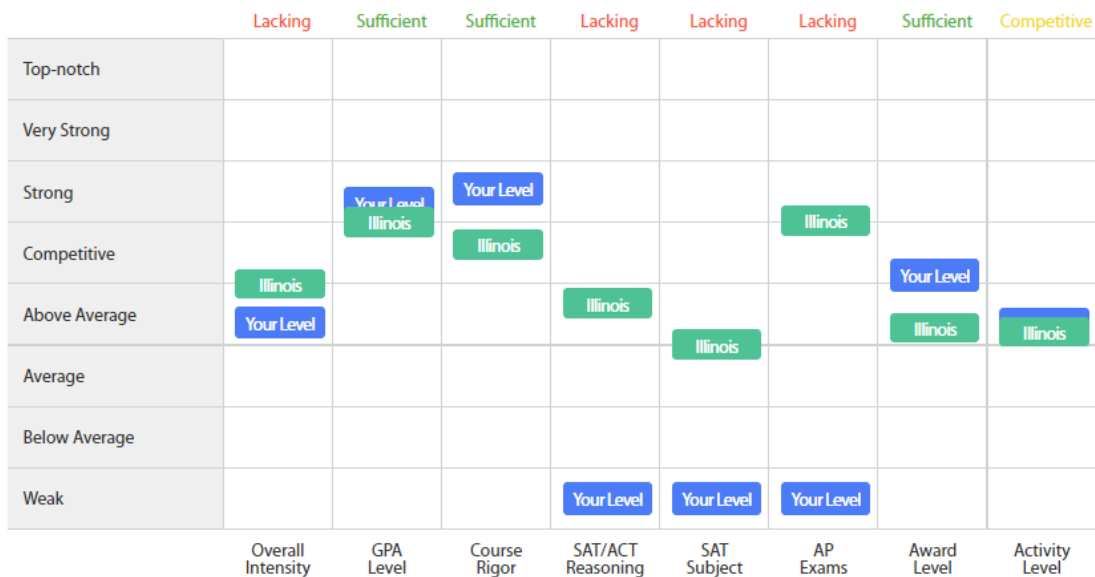 Lacking Sufficient Sufficient Lacking Lacking Lacking Sufficient Competitive
Top-notch
Very Strong
Strong
Your Level
Your Level
Illinois
Illinois
Competitive
Illinois
Your Level
Illinois
Above Average
Illinois
Your Level
Illinois
Illinois
Illinois
Average
Below Average
Weak
Your Level
Your Level
Your Level
Overall Intensity
GPA Level
Course Rigor
SAT/ACT Reasoning
SAT Subject
AP Exams
Award Level
Activity Level